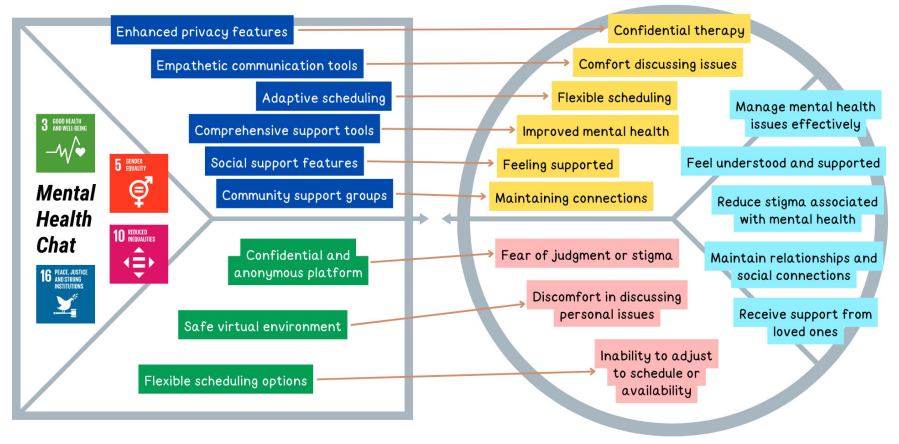 Enhanced privacy features
Confidential therapy
Empathetic communication tools
Comfort discussing issues
Adaptive scheduling
Flexible scheduling
Comprehensive support tools
Improved mental health
Social support features
Feeling supported
Community support groups
Maintaining connections
3 GOOD HEALTH
AND WELL-BEING
5 GENDER
EQUALITY
Mental
Health
Chat
10 REDUCED
INEQUALITIES
16 PEACE, JUSTICE
AND STRONG
INSTITUTIONS
Confidential and
anonymous platform
Safe virtual environment
Flexible scheduling options
Fear of judgment or stigma
Discomfort in discussing
personal issues
Inability to adjust
to schedule or
availability
Manage mental health
issues effectively
Feel understood and supported
Reduce stigma associated
with mental health
Maintain relationships and
social connections
Receive support from
loved ones